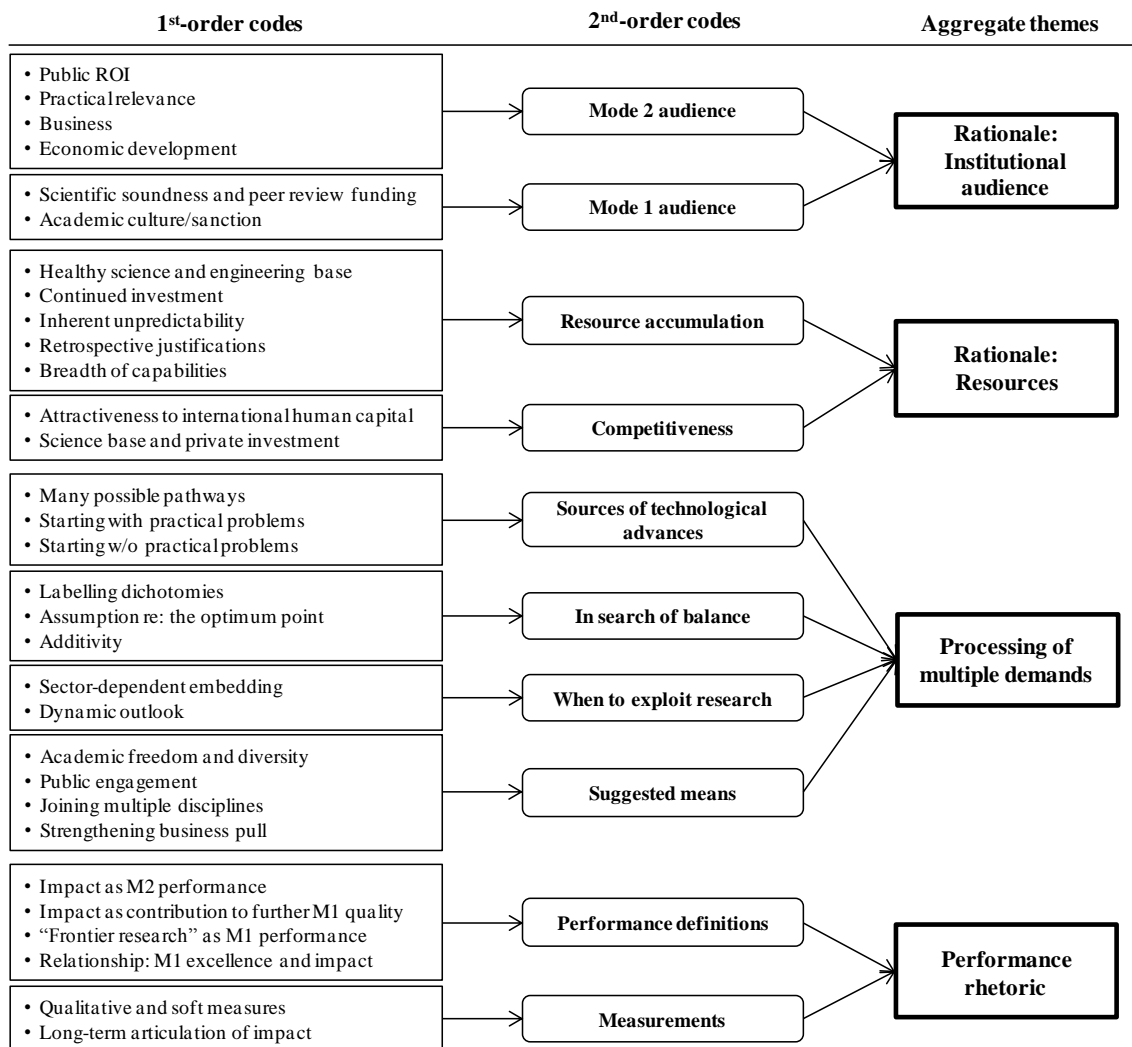 1st-order codes
2nd-order codes
Aggregate themes
• Public ROI
• Practical relevance
• Business
• Economic development
Mode 2 audience
• Scientific soundness and peer review funding
• Academic culture/sanction
Mode 1 audience
Rationale:
Institutional
audience
• Healthy science and engineering base
• Continued investment
• Inherent unpredictability
• Retrospective justifications
• Breadth of capabilities
Resource accumulation
• Attractiveness to international human capital
• Science base and private investment
Competitiveness
Rationale:
Resources
• Many possible pathways
• Starting with practical problems
• Starting w/o practical problems
Sources of technological
advances
• Labelling dichotomies
• Assumption re: the optimum point
• Additivity
In search of balance
• Sector-dependent embedding
• Dynamic outlook
When to exploit research
• Academic freedom and diversity
• Public engagement
• Joining multiple disciplines
• Strengthening business pull
Suggested means
Processing of
multiple demands
• Impact as M2 performance
• Impact as contribution to further M1 quality
• “Frontier research” as M1 performance
• Relationship: M1 excellence and impact
Performance definitions
• Qualitative and soft measures
• Long-term articulation of impact
Measurements
Performance
rhetoric